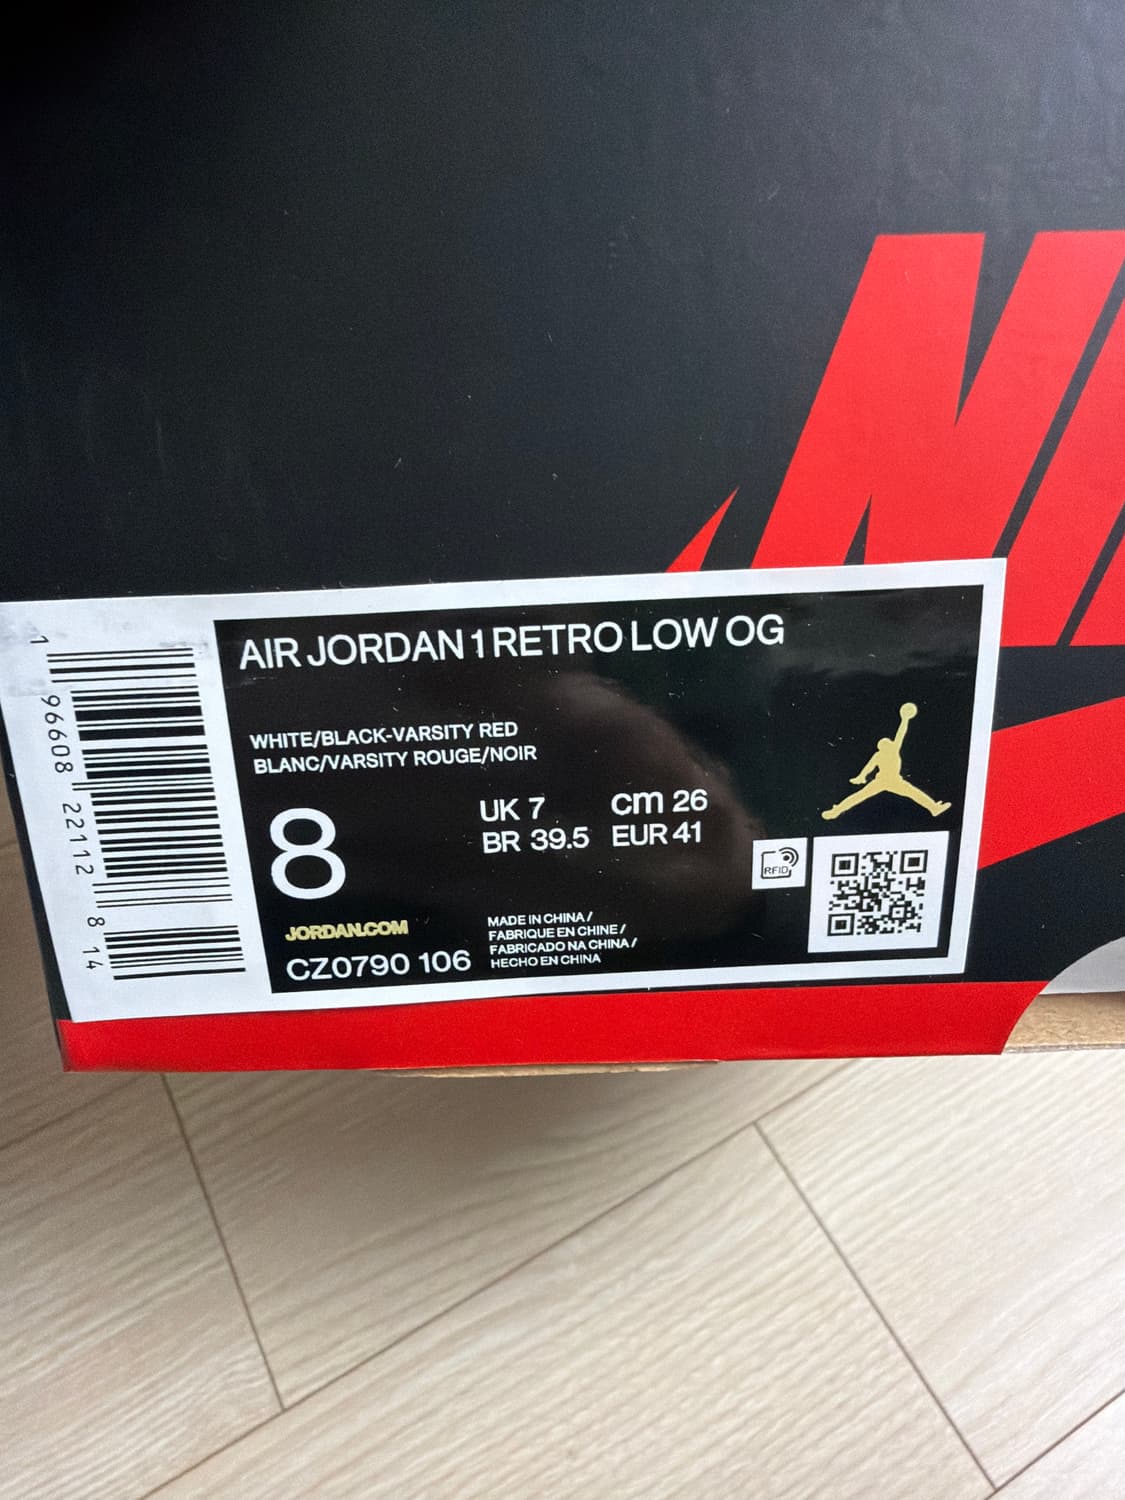 AIR JORDAN 1 RETRO LOW OG
WHITE/BLACK-VARSITY RED
BLANC/VARSITY ROUGE/NOIR
8
UK 7
cm 26
BR 39.5
EUR 41
RFID
JORDAN.COM
CZ0790 106
MADE IN CHINA /
FABRIQUE EN CHINE /
FABRICADO NA CHINA /
HECHO EN CHINA
1 96608 22112 8 14